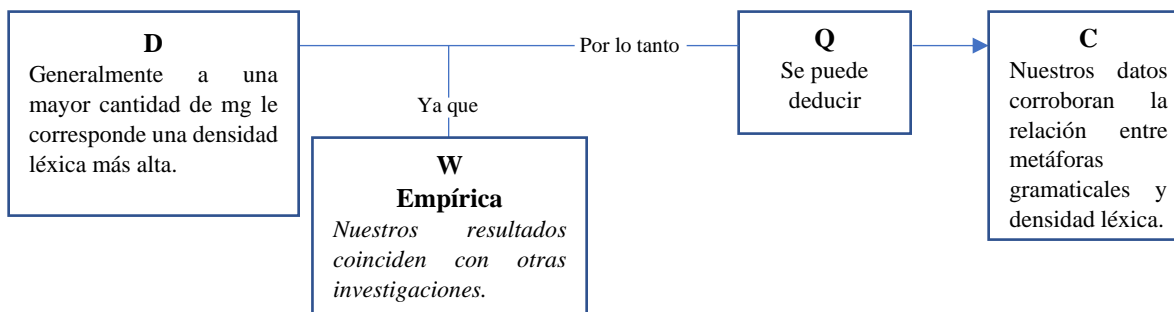 D
Generalmente a una
mayor cantidad de mg le
corresponde una densidad
léxica más alta.
Por lo tanto
Q
Se puede
deducir
C
Nuestros datos
corroboran la
relación entre
metáforas
gramaticales y
densidad léxica.
Ya que
W
Empírica
Nuestros resultados
coinciden con otras
investigaciones.